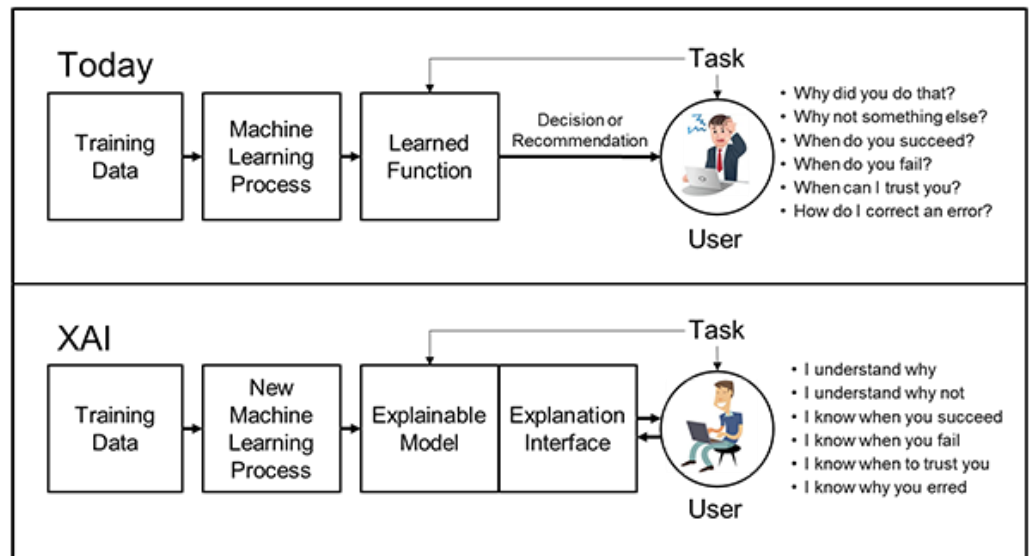 Today
Task
Training
Data
Machine
Learning
Process
Learned
Function
Decision or
Recommendation
User
• Why did you do that?
• Why not something else?
• When do you succeed?
• When do you fail?
• When can I trust you?
• How do I correct an error?
XAI
Task
Training
Data
New
Machine
Learning
Process
Explainable
Model
Explanation
Interface
User
• I understand why
• I understand why not
• I know when you succeed
• I know when you fail
• I know when to trust you
• I know why you erred